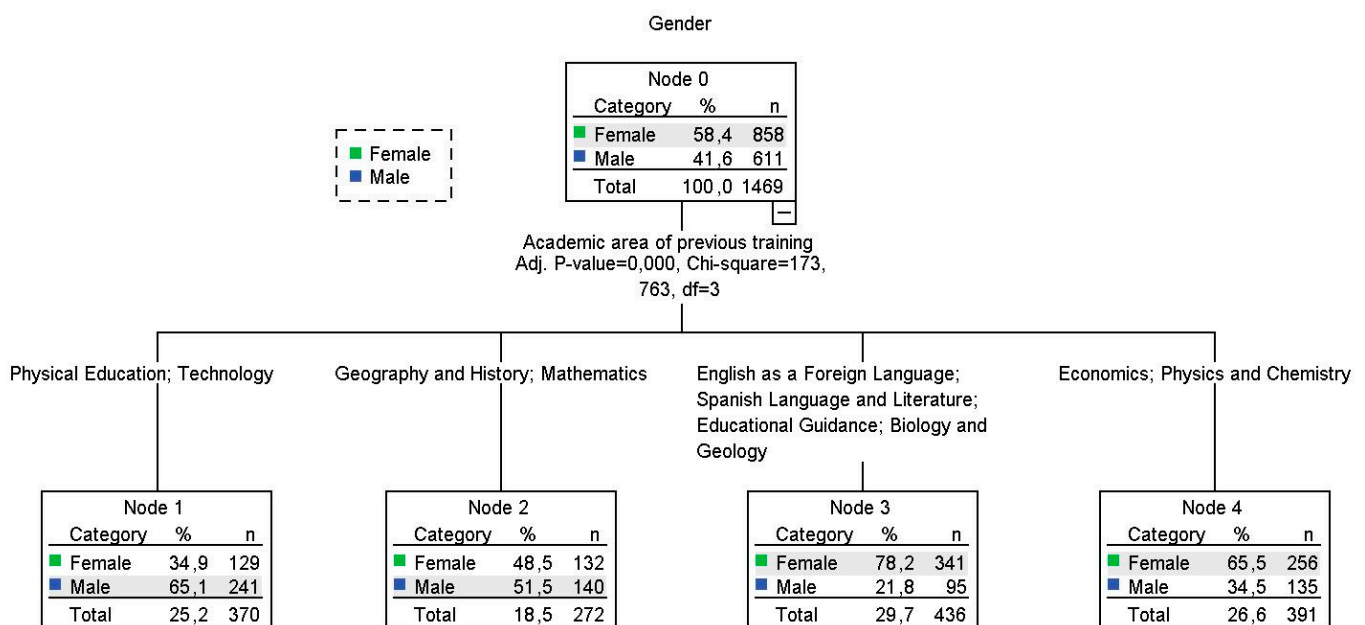 Gender
Node 0
Category % n
Female 58,4 858
Male 41,6 611
Total 100,0 1469
Female
Male
Academic area of previous training
Adj. P-value=0,000, Chi-square=173,
763, df=3
Physical Education; Technology
Geography and History; Mathematics
English as a Foreign Language;
Spanish Language and Literature;
Educational Guidance; Biology and
Geology
Economics; Physics and Chemistry
Node 1
Category % n
Female 34,9 129
Male 65,1 241
Total 25,2 370
Node 2
Category % n
Female 48,5 132
Male 51,5 140
Total 18,5 272
Node 3
Category % n
Female 78,2 341
Male 21,8 95
Total 29,7 436
Node 4
Category % n
Female 65,5 256
Male 34,5 135
Total 26,6 391